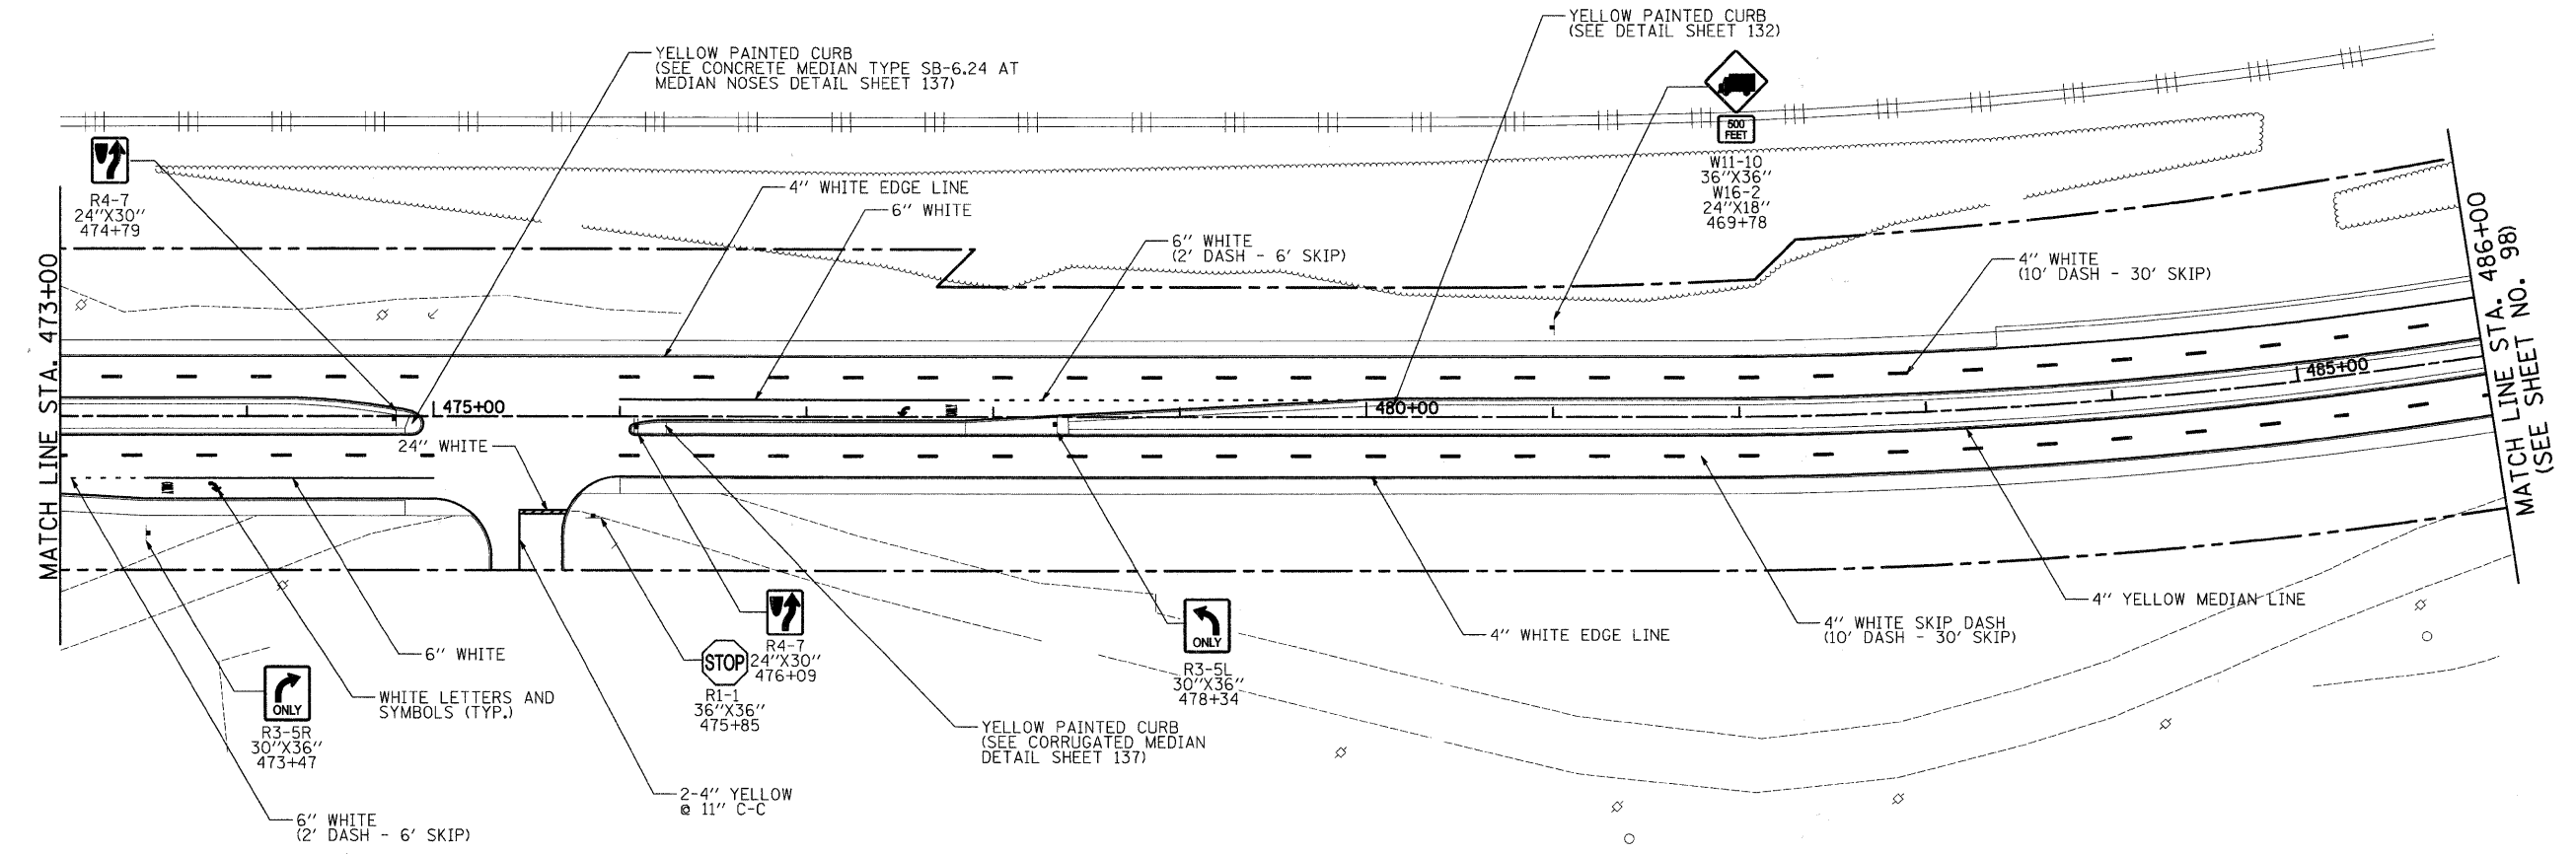 YELLOW PAINTED CURB
(SEE DETAIL SHEET 132)
YELLOW PAINTED CURB
(SEE CONCRETE MEDIAN TYPE SB-6.24 AT
MEDIAN NOSES DETAIL SHEET 137)
500
FEET
W11-10
36"X36"
W16-2
24"X18"
469+78
R4-7
24"X30"
474+79
4" WHITE EDGE LINE
6" WHITE
6" WHITE
(2' DASH - 6' SKIP)
4" WHITE
(10' DASH - 30' SKIP)
MATCH LINE STA. 473+00
MATCH LINE STA. 486+00
(SEE SHEET NO. 98)
475+00
480+00
485+00
24" WHITE
6" WHITE
WHITE LETTERS AND
SYMBOLS (TYP.)
ONLY
R3-5R
30"X36"
473+47
6" WHITE
(2' DASH - 6' SKIP)
STOP
R1-1
36"X36"
475+85
R4-7
24"X30"
476+09
2-4" YELLOW
@ 11" C-C
YELLOW PAINTED CURB
(SEE CORRUGATED MEDIAN
DETAIL SHEET 137)
ONLY
R3-5L
30"X36"
478+34
4" WHITE EDGE LINE
4" WHITE SKIP DASH
(10' DASH - 30' SKIP)
4" YELLOW MEDIAN LINE